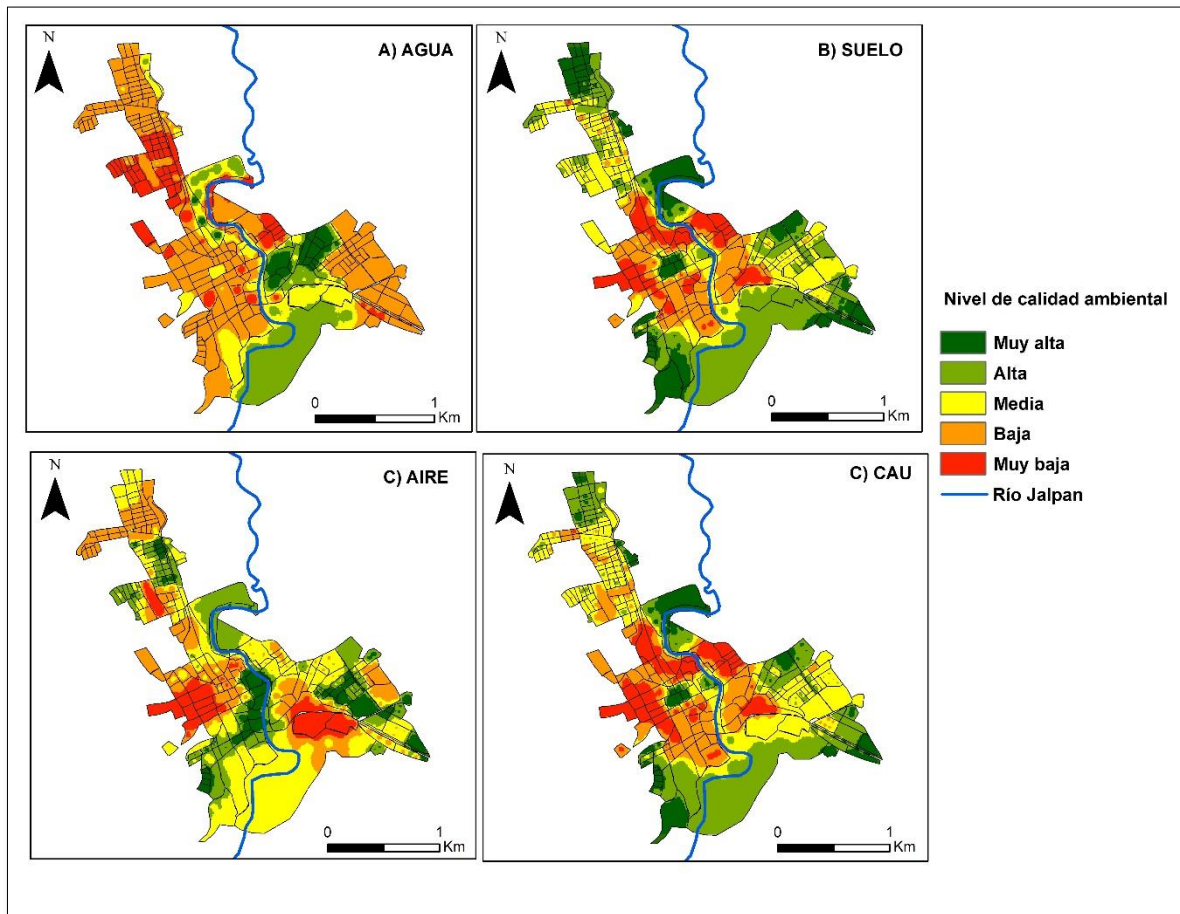 N
A) AGUA
0 1
Km
N
B) SUELO
0 1
Km
Nivel de calidad ambiental
Muy alta
Alta
Media
Baja
Muy baja
Río Jalpan
N
C) AIRE
0 1
Km
N
C) CAU
0 1
Km